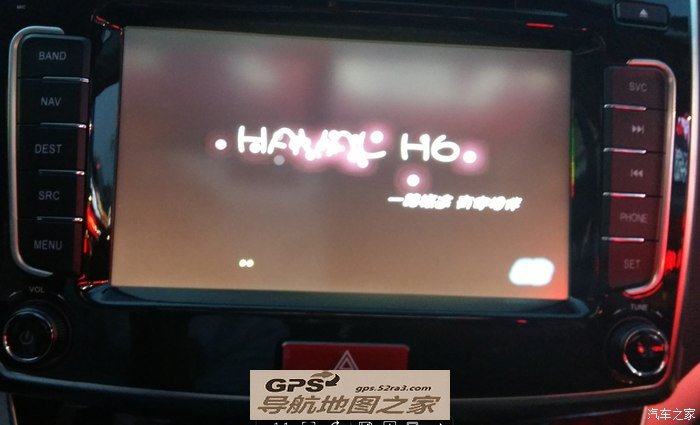 MIC
BAND
NAV
DEST
SRC
MENU
VOL
H6
SVC
PHONE
SET
TUNE
GPS
gps.52ra3.com
导航地图之家
汽车之家